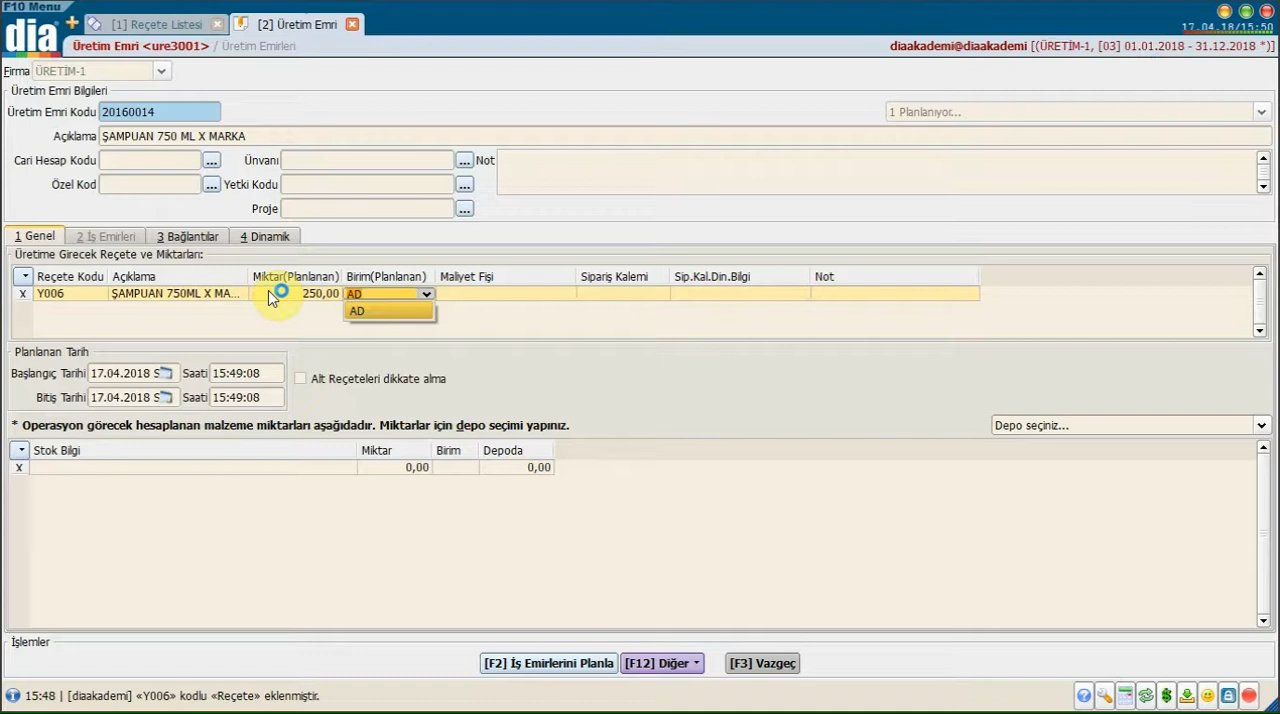 F10 Menu
dia
[1] Reçete Listesi
[2] Üretim Emri
17.04.18/15:50
Üretim Emri <ure3001> / Üretim Emirleri
diaakademi@diaakademi [(ÜRETİM-1, [03] 01.01.2018 - 31.12.2018 *)]
Firma ÜRETİM-1
Üretim Emri Bilgileri
Üretim Emri Kodu 20160014
1 Planlanıyor...
Açıklama ŞAMPUAN 750 ML X MARKA
Cari Hesap Kodu ... Ünvanı ... Not
Özel Kod ... Yetki Kodu ...
Proje ...
1 Genel 2 İş Emirleri 3 Bağlantılar 4 Dinamik
Üretime Girecek Reçete ve Miktarları:
Reçete Kodu Açıklama Miktar(Planlanan) Birim(Planlanan) Maliyet Fişi Sipariş Kalemi Sip.Kal.Din.Bilgi Not
X Y006 ŞAMPUAN 750ML X MA... 250,00 AD
AD
Planlanan Tarih
Başlangıç Tarihi 17.04.2018 S Saati 15:49:08
Alt Reçeteleri dikkate alma
Bitiş Tarihi 17.04.2018 S Saati 15:49:08
* Operasyon görecek hesaplanan malzeme miktarları aşağıdadır. Miktarlar için depo seçimi yapınız.
Depo seçiniz...
Stok Bilgi Miktar Birim Depoda
X 0,00 0,00
İşlemler
[F2] İş Emirlerini Planla [F12] Diğer [F3] Vazgeç
15:48 | [diaakademi] «Y006» kodlu «Reçete» eklenmiştir.